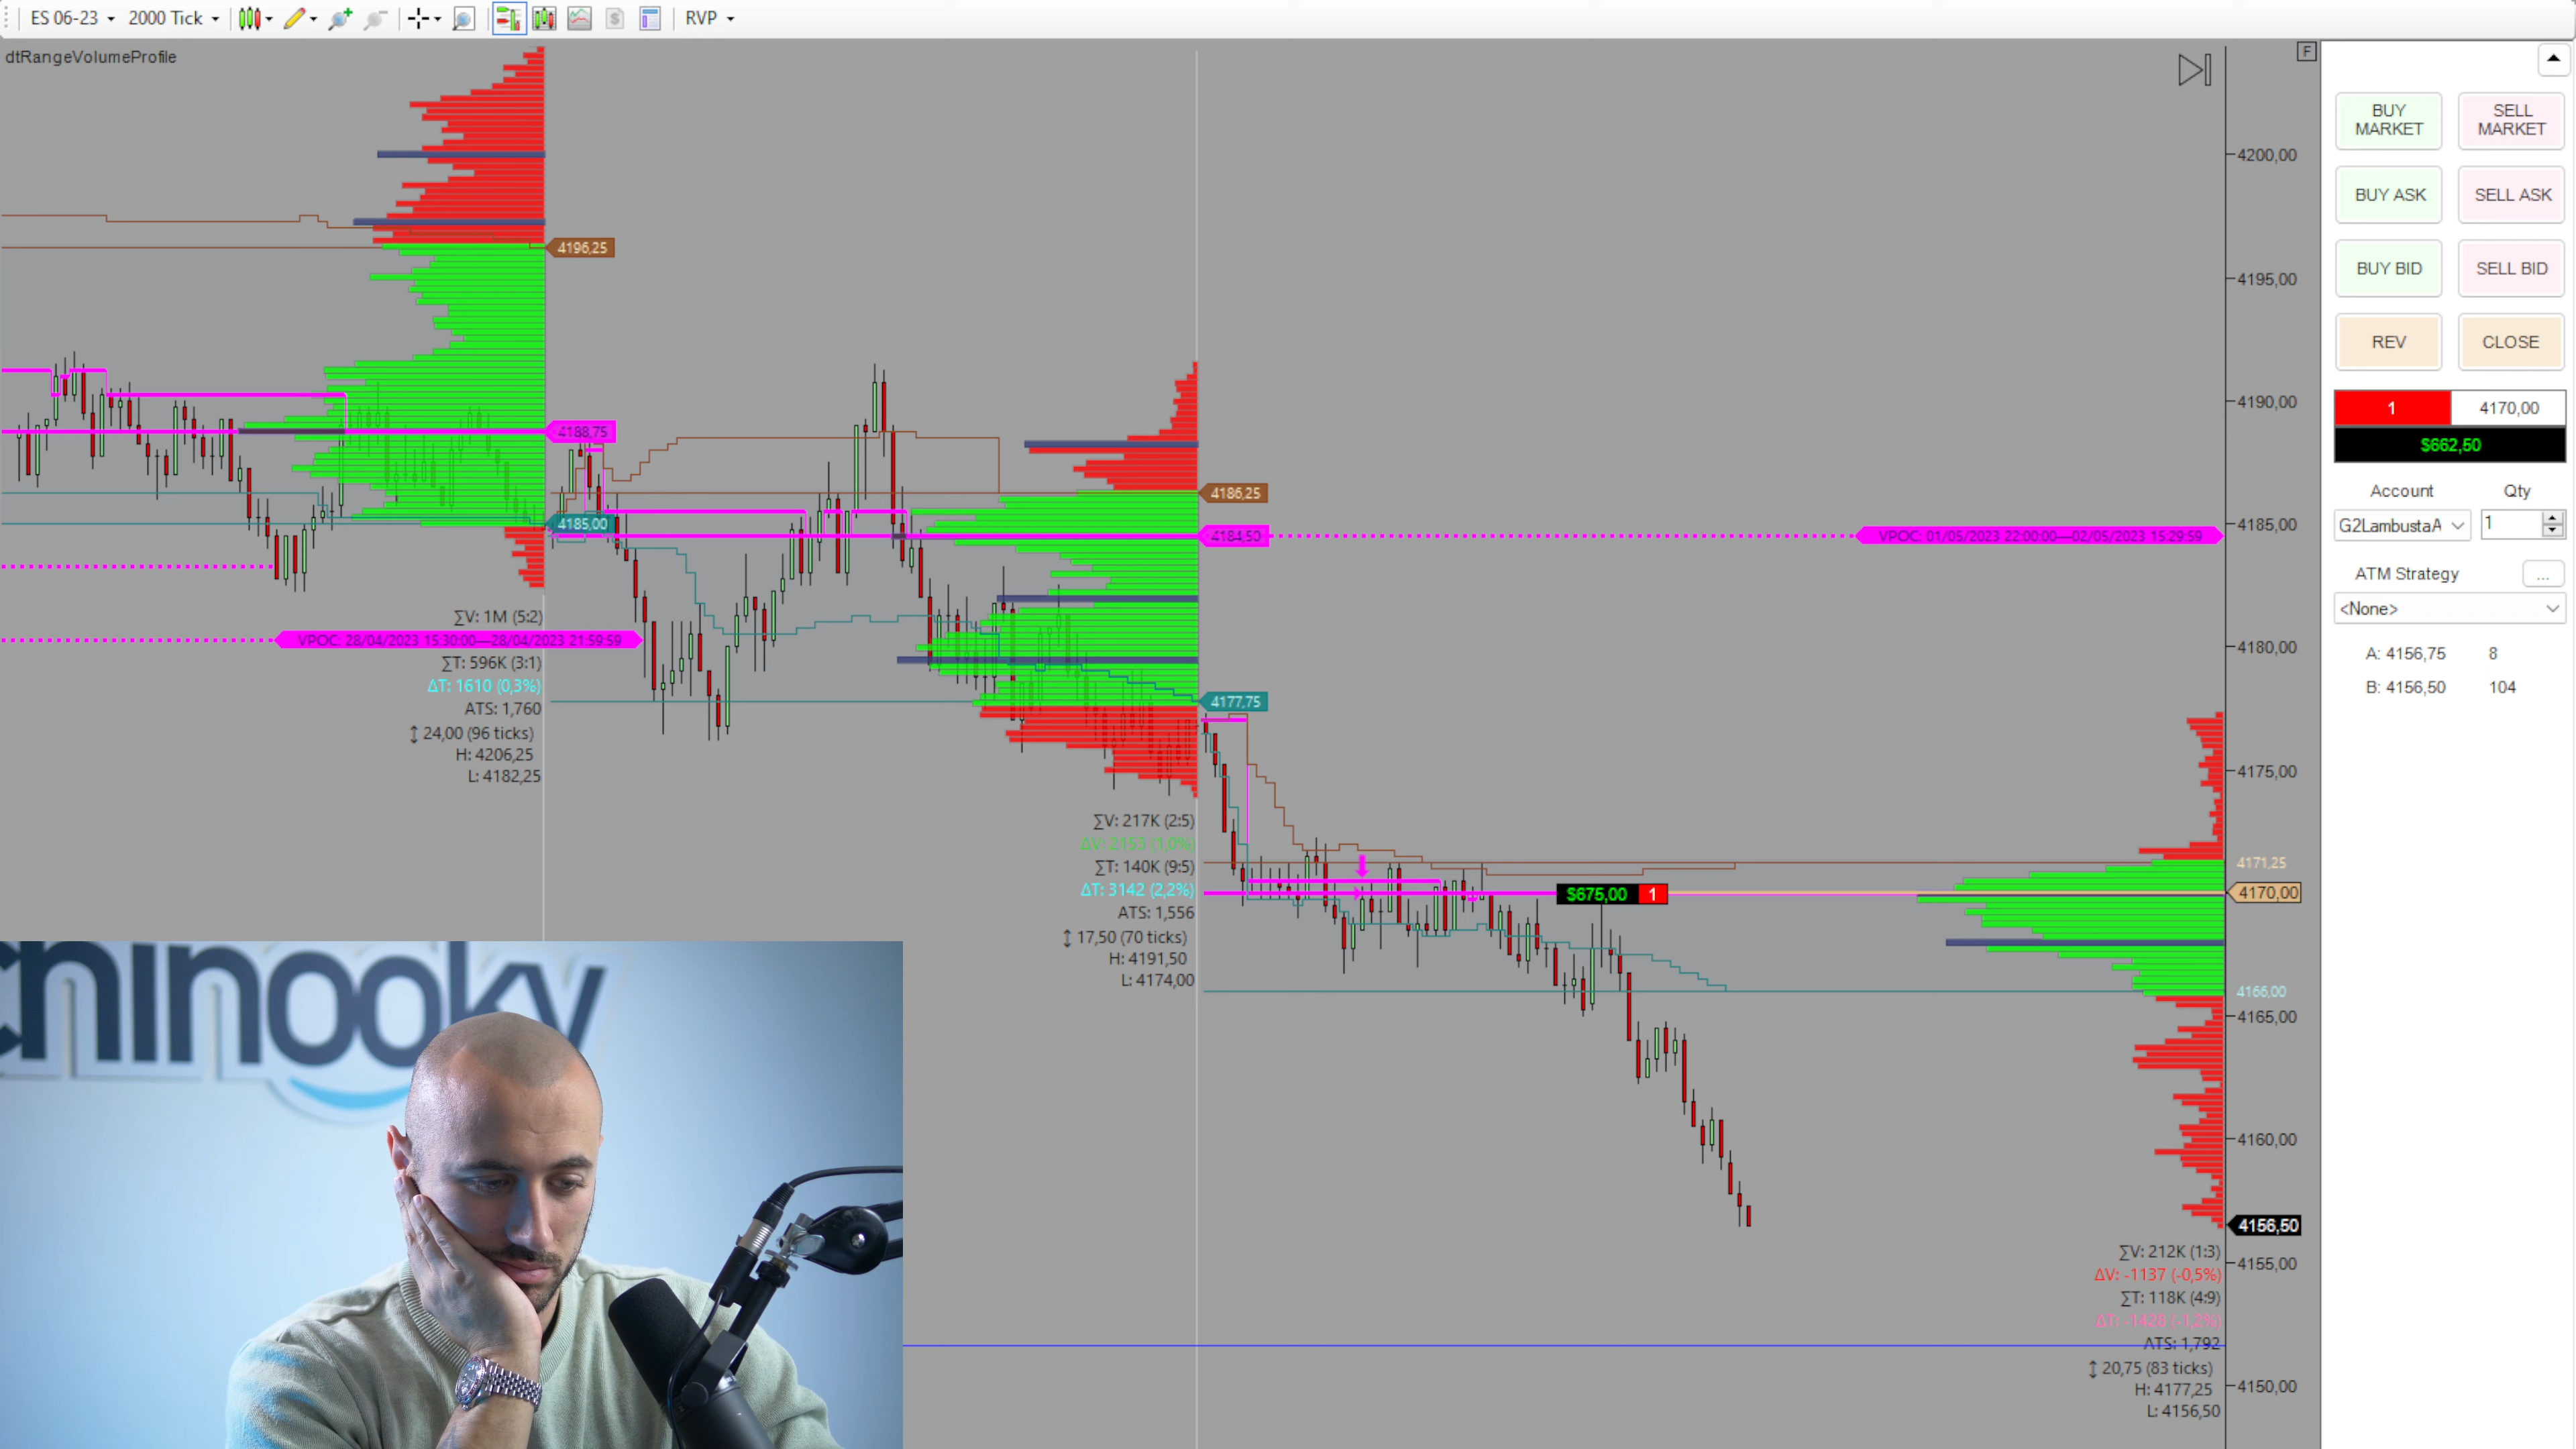 ES 06-23
2000 Tick
RVP
dtRangeVolumeProfile
F
4200,00
4195,00
4190,00
4185,00
4180,00
4175,00
4171,25
4170,00
4166,00
4165,00
4160,00
4156,50
4155,00
4150,00
4196,25
4188,75
4185,00
4186,25
4184,50
4177,75
VPOC: 01/05/2023 22:00:00—02/05/2023 15:29:59
∑V: 1M (5:2)
VPOC: 28/04/2023 15:30:00—28/04/2023 21:59:59
∑T: 596K (3:1)
ΔT: 1610 (0,3%)
ATS: 1,760
↕ 24,00 (96 ticks)
H: 4206,25
L: 4182,25
∑V: 217K (2:5)
ΔV: 2153 (1,0%)
∑T: 140K (9:5)
ΔT: 3142 (2,2%)
ATS: 1,556
↕ 17,50 (70 ticks)
H: 4191,50
L: 4174,00
$675,00 1
∑V: 212K (1:3)
ΔV: -1137 (-0,5%)
∑T: 118K (4:9)
ΔT: -1428 (-1,2%)
ATS: 1,792
↕ 20,75 (83 ticks)
H: 4177,25
L: 4156,50
BUY MARKET
SELL MARKET
BUY ASK
SELL ASK
BUY BID
SELL BID
REV
CLOSE
1
4170,00
$662,50
Account
Qty
G2LambustaA
1
ATM Strategy
...
<None>
A: 4156,75 8
B: 4156,50 104
chinooky